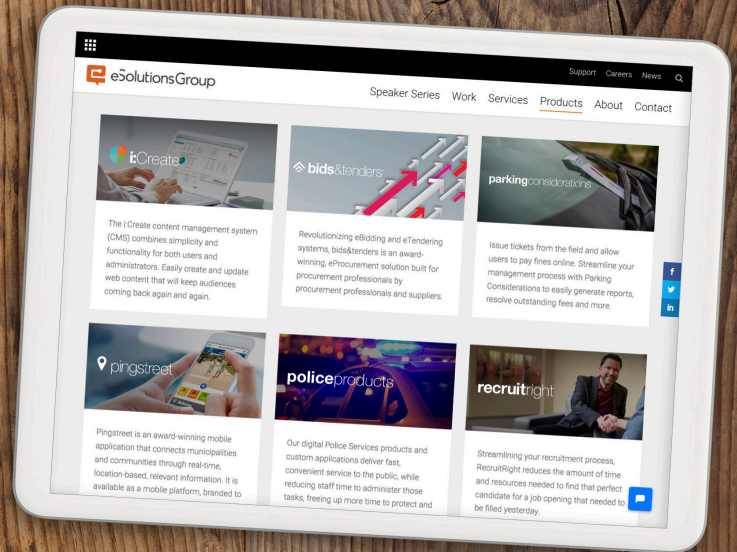 Support Careers News
eSolutionsGroup
Speaker Series Work Services Products About Contact
i:Create
The i:Create content management system
(CMS) combines simplicity and
functionality for both users and
administrators. Easily create and update
web content that will keep audiences
coming back again and again.
bids&tenders
Revolutionizing eBidding and eTendering
systems, bids&tenders is an award-
winning, eProcurement solution built for
procurement professionals by
procurement professionals and suppliers.
parkingconsiderations
Issue tickets from the field and allow
users to pay fines online. Streamline your
management process with Parking
Considerations to easily generate reports,
resolve outstanding fees and more.
f
in
pingstreet
Pingstreet is an award-winning mobile
application that connects municipalities
and communities through real-time,
location-based, relevant information. It is
available as a mobile platform, branded to
policeproducts
Our digital Police Services products and
custom applications deliver fast,
convenient service to the public, while
reducing staff time to administer those
tasks, freeing up more time to protect and
recruitright
Streamlining your recruitment process,
RecruitRight reduces the amount of time
and resources needed to find that perfect
candidate for a job opening that needed to
be filled yesterday.